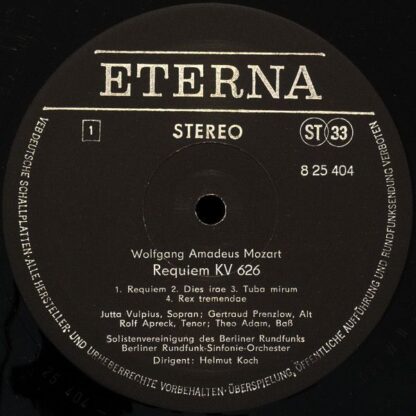 ETERNA
1 STEREO ST 33
8 25 404
Wolfgang Amadeus Mozart
Requiem KV 626
1. Requiem 2. Dies irae 3. Tuba mirum
4. Rex tremendae
Jutta Vulpius, Sopran; Gertraud Prenzlow, Alt
Rolf Apreck, Tenor; Theo Adam, Baß
Solistenvereinigung des Berliner Rundfunks
Berliner Rundfunk-Sinfonie-Orchester
Dirigent: Helmut Koch
VEB DEUTSCHE SCHALLPLATTEN · ALLE HERSTELLER- UND URHEBERRECHTE VORBEHALTEN · ÜBERSPIELUNG, ÖFFENTLICHE AUFFÜHRUNG UND RUNDFUNKSENDUNG VERBOTEN